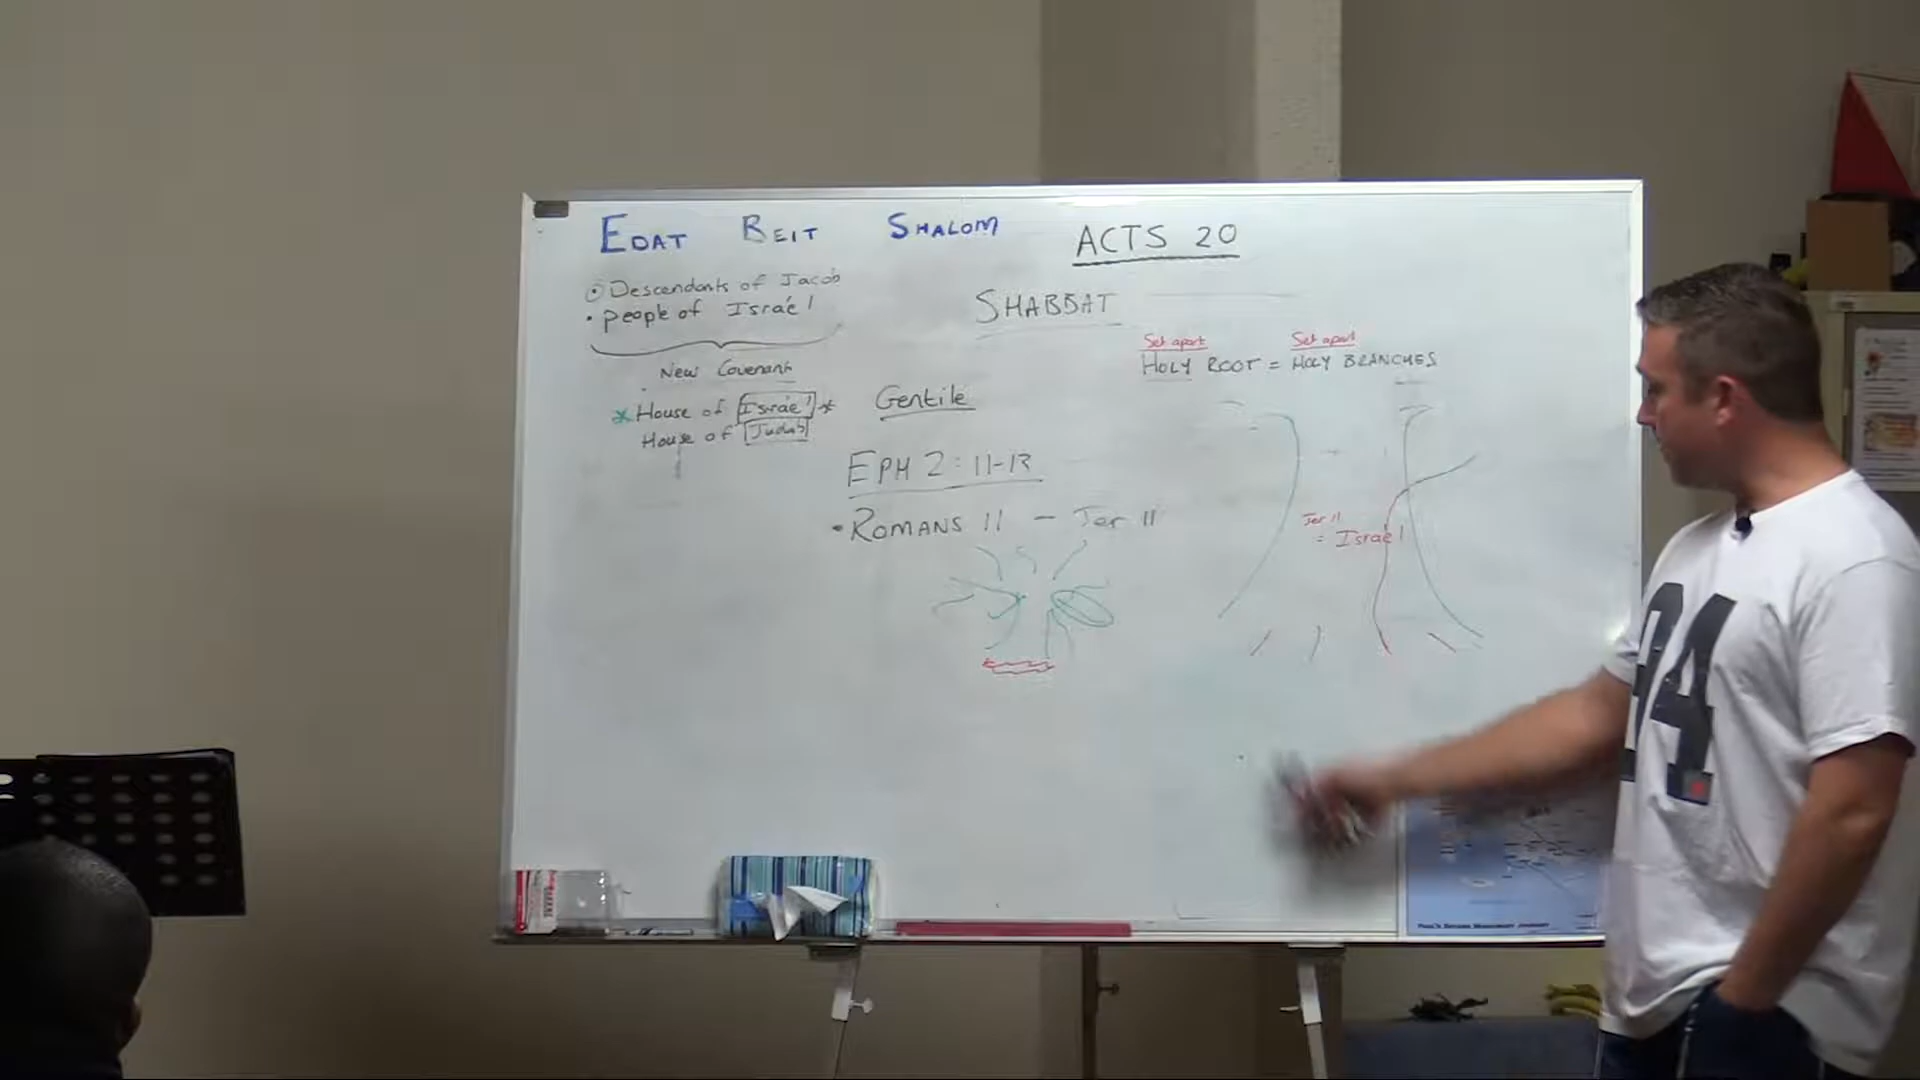 EDAT BEIT SHALOM
ACTS 20
Descendants of Jacob
• people of Israel
New Covenant
* House of Israel *
House of Judah
SHABBAT
Gentile
EPH 2:11-13
• ROMANS 11 - Jer 11
Set apart Set apart
HOLY ROOT = HOLY BRANCHES
Jer 11
= Israel
94